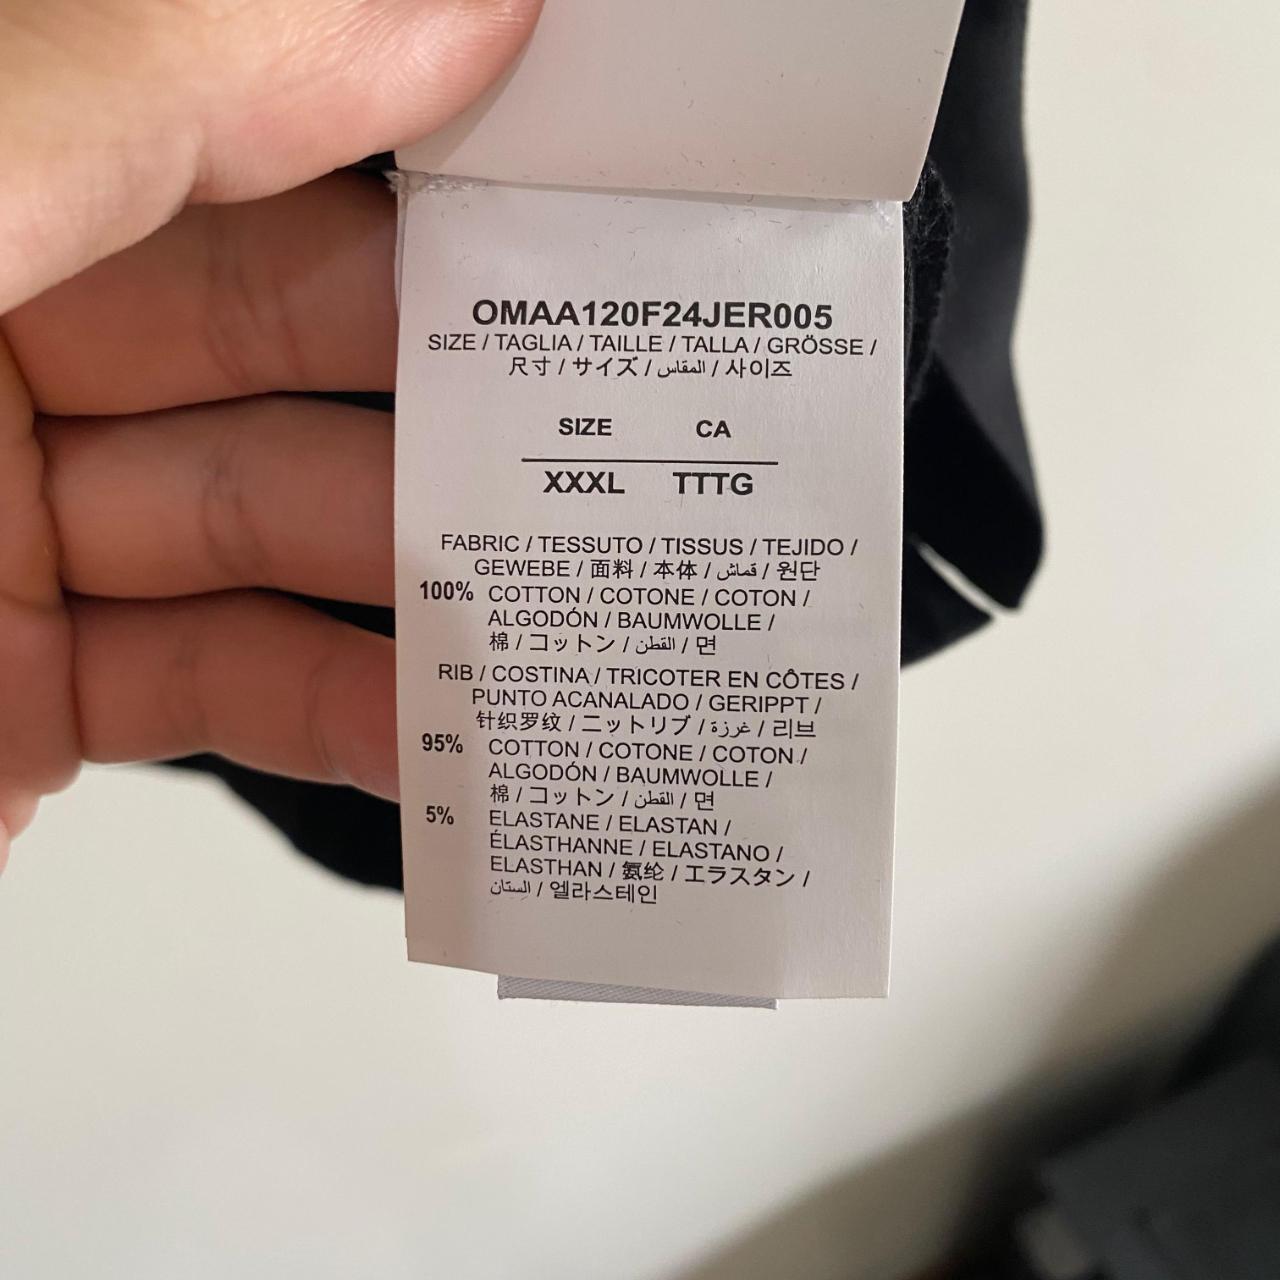 OMAA120F24JER005
SIZE / TAGLIA / TAILLE / TALLA / GRÖSSE /
尺寸 / サイズ / المقاس / 사이즈
SIZE CA
XXXL TTTG
FABRIC / TESSUTO / TISSUS / TEJIDO /
GEWEBE / 面料 / 本体 / قماش / 원단
100% COTTON / COTONE / COTON /
ALGODÓN / BAUMWOLLE /
棉 / コットン / القطن / 면
RIB / COSTINA / TRICOTER EN CÔTES /
PUNTO ACANALADO / GERIPPT /
针织罗纹 / ニットリブ / غرزة / 리브
95% COTTON / COTONE / COTON /
ALGODÓN / BAUMWOLLE /
棉 / コットン / القطن / 면
5% ELASTANE / ELASTAN /
ÉLASTHANNE / ELASTANO /
ELASTHAN / 氨纶 / エラスタン /
الستان / 엘라스테인